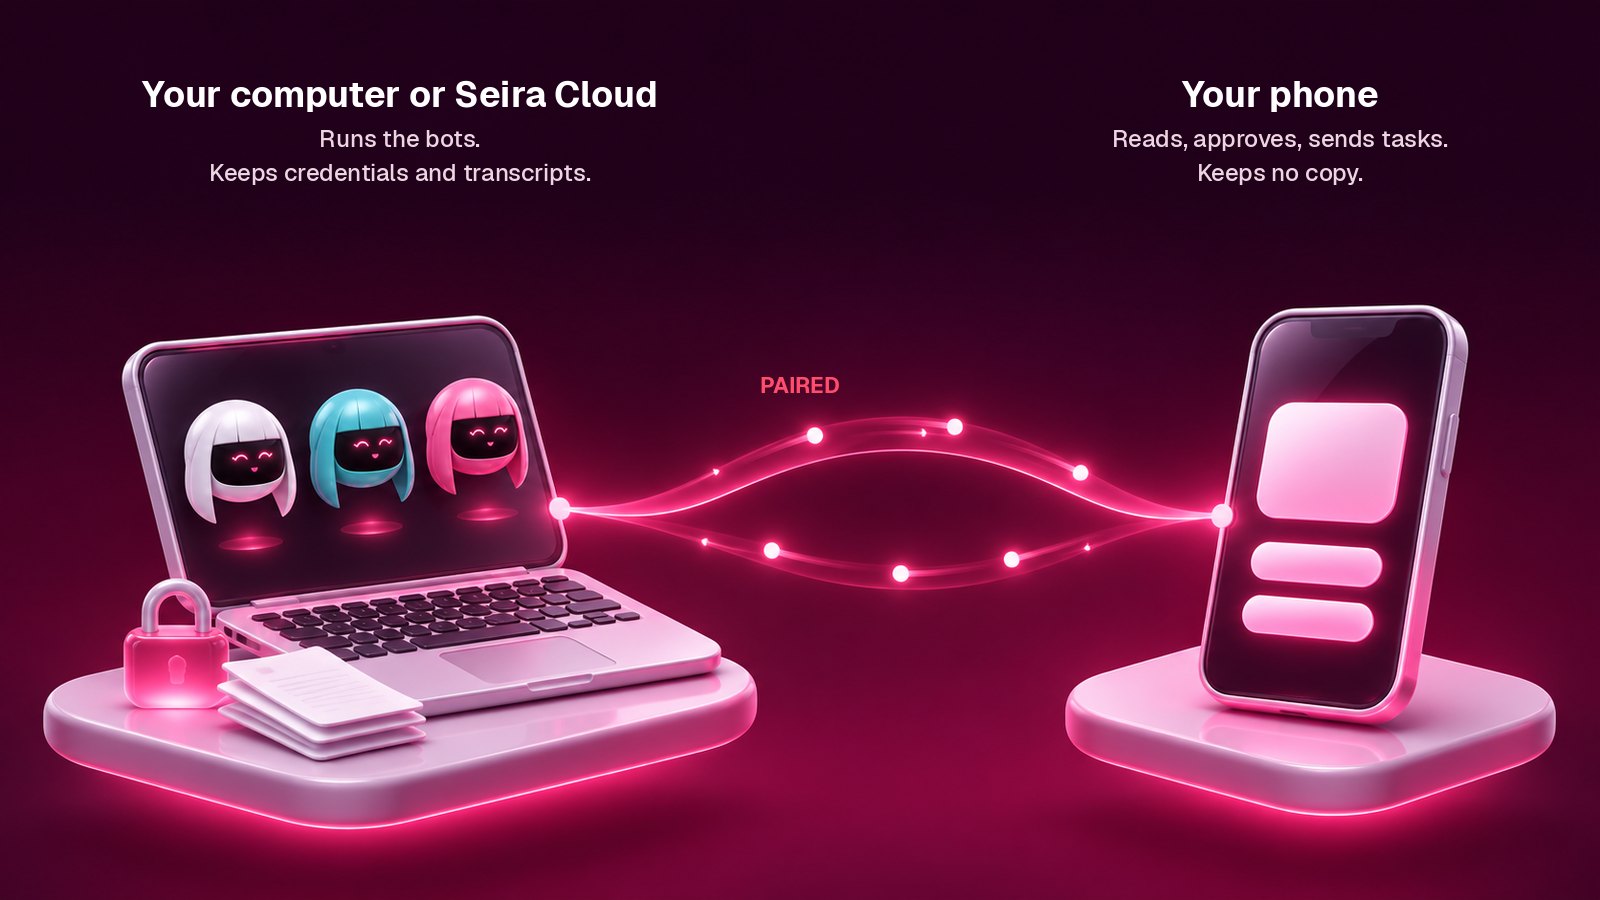 Your computer or Seira Cloud
Runs the bots.
Keeps credentials and transcripts.
Your phone
Reads, approves, sends tasks.
Keeps no copy.
PAIRED